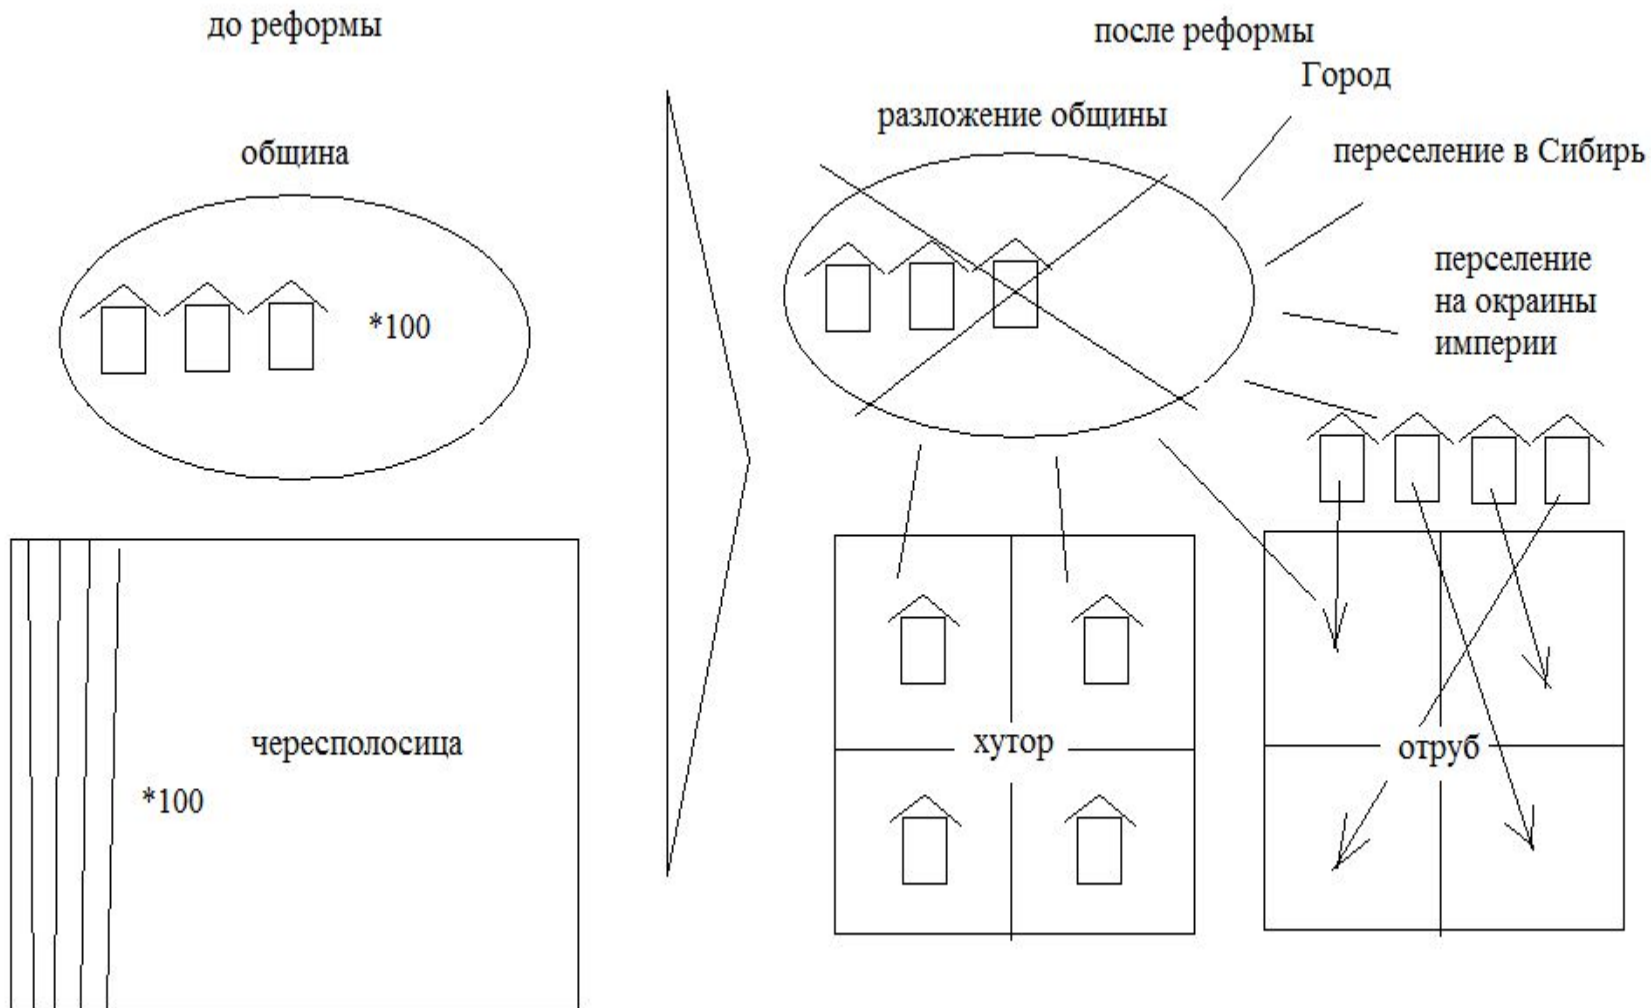 до реформы
община
*100
чересполосица
*100
после реформы
Город
разложение общины
переселение в Сибирь
перселение
на окраины
империи
хутор
отруб